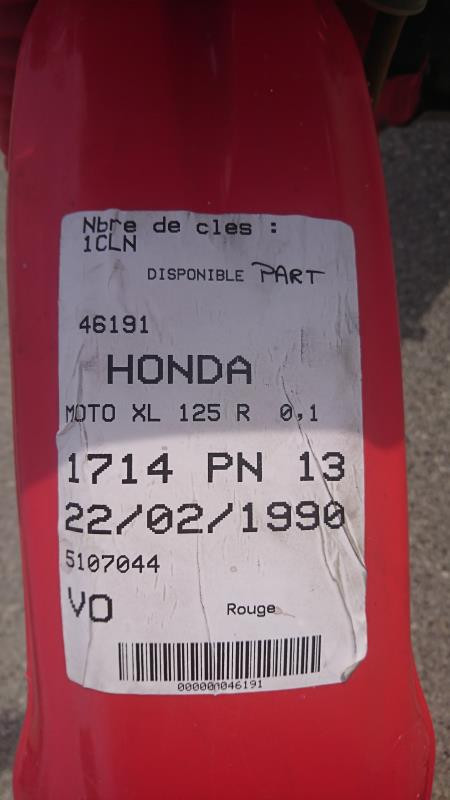 Nbre de cles :
1CLN
DISPONIBLE PART
46191
HONDA
MOTO XL 125 R 0,1
1714 PN 13
22/02/1990
5107044
VO Rouge
000000046191